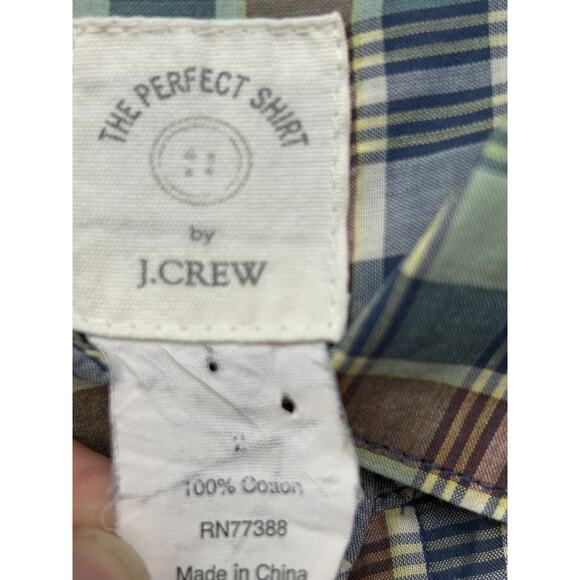 THE PERFECT SHIRT
by
J.CREW
100% Cotton
RN77388
Made in China